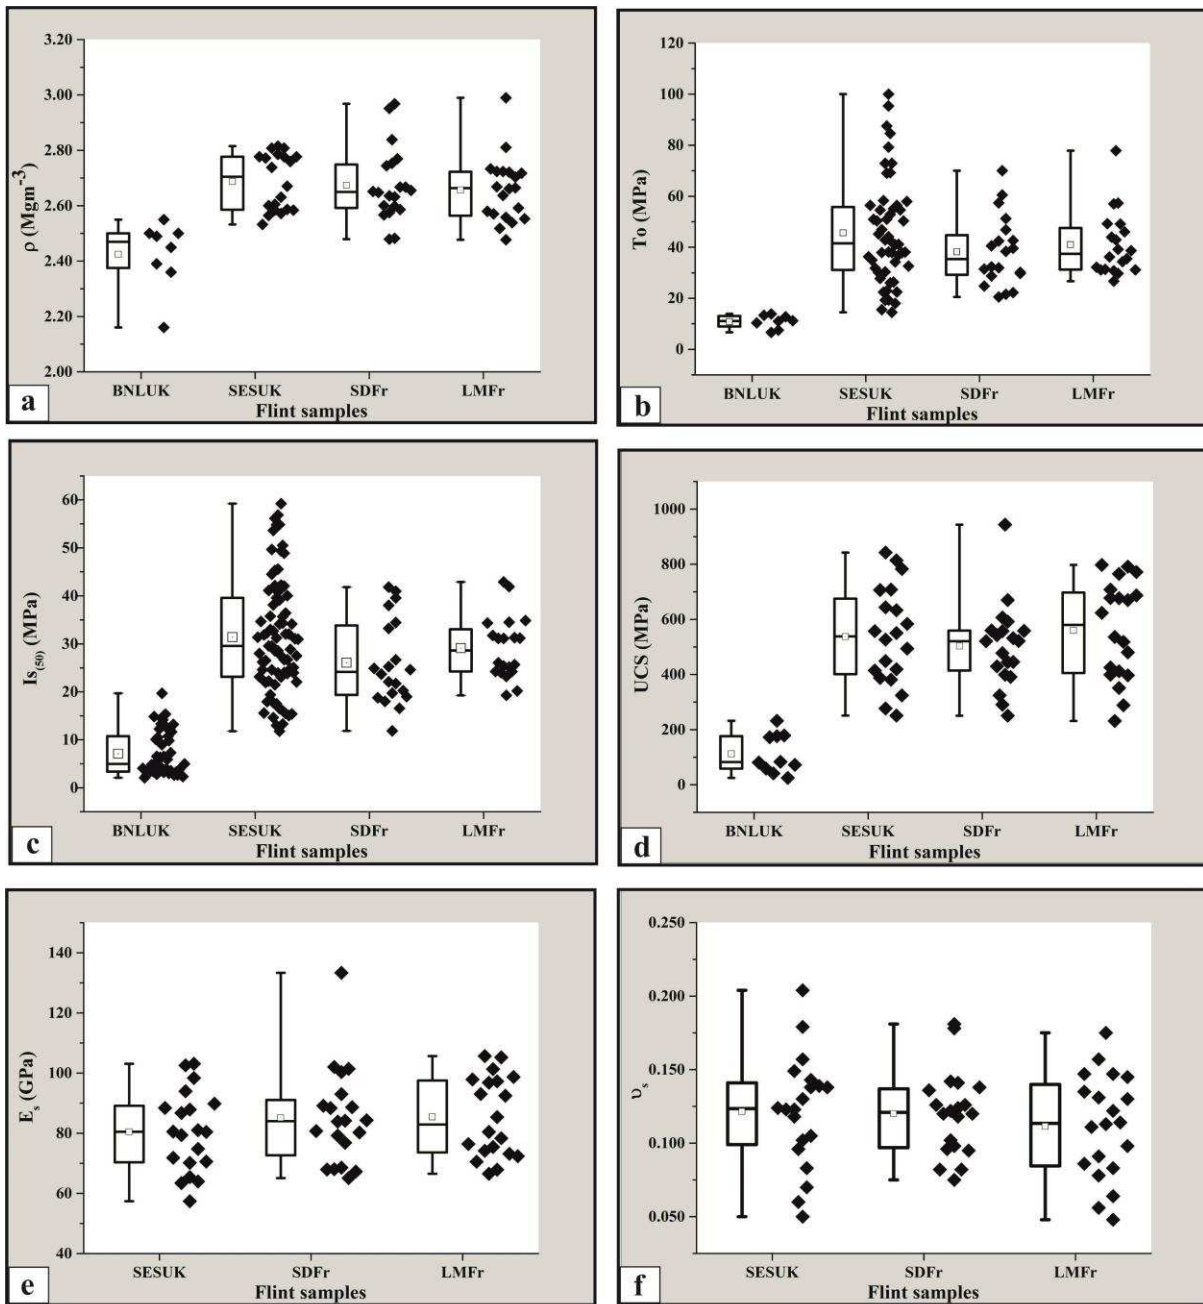 3.20
3.00
2.80
2.60
2.40
2.20
2.00
ρ (Mgm-3)
BNLUK SESUK SDFr LMFr
Flint samples
a
120
100
80
60
40
20
0
To (MPa)
BNLUK SESUK SDFr LMFr
Flint samples
b
60
50
40
30
20
10
0
Is(50) (MPa)
BNLUK SESUK SDFr LMFr
Flint samples
c
1000
800
600
400
200
0
UCS (MPa)
BNLUK SESUK SDFr LMFr
Flint samples
d
140
120
100
80
60
40
Es (GPa)
SESUK SDFr LMFr
Flint samples
e
0.250
0.200
0.150
0.100
0.050
υs
SESUK SDFr LMFr
Flint samples
f